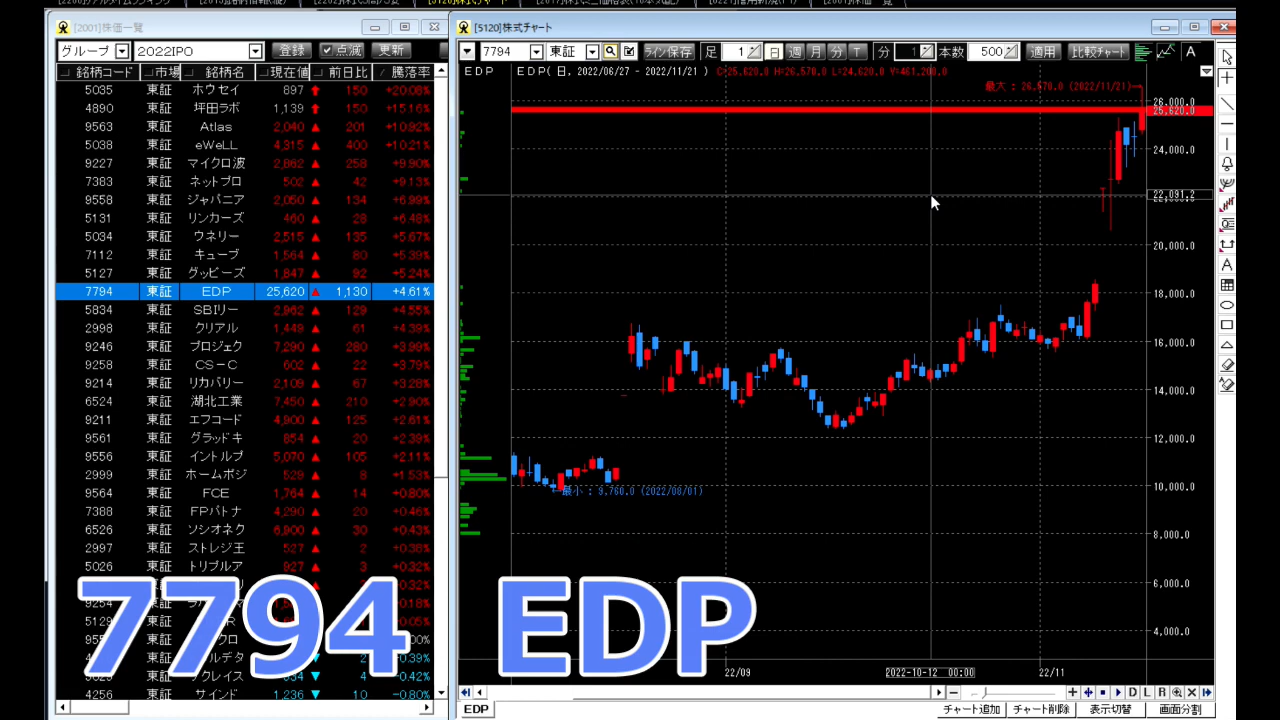 [2001]株価一覧
グループ 2022IPO 登録 点滅 更新
銘柄コード 市場 銘柄名 現在値 前日比 騰落率
5035 東証 ホウセイ 897 150 +20.08%
4890 東証 坪田ラボ 1,139 150 +15.16%
9563 東証 Atlas 2,040 201 +10.92%
5038 東証 eWeLL 4,315 400 +10.21%
9227 東証 マイクロ波 2,862 258 +9.90%
7383 東証 ネットプロ 502 42 +9.13%
9558 東証 ジャパニア 2,050 134 +6.99%
5131 東証 リンカーズ 460 28 +6.48%
5034 東証 ウネリー 2,515 135 +5.67%
7112 東証 キューブ 1,564 80 +5.39%
5127 東証 グッピーズ 1,847 92 +5.24%
7794 東証 EDP 25,620 1,130 +4.61%
5834 東証 SBIリー 2,962 129 +4.55%
2998 東証 クリアル 1,449 61 +4.39%
9246 東証 プロジェク 7,290 280 +3.99%
9258 東証 CS-C 602 22 +3.79%
9214 東証 リカバリー 2,109 67 +3.28%
6524 東証 湖北工業 7,450 210 +2.90%
9211 東証 エフコード 4,900 125 +2.61%
9561 東証 グラッドキ 854 20 +2.39%
9556 東証 イントループ 5,070 105 +2.11%
2999 東証 ホームポジ 529 8 +1.53%
9564 東証 FCE 1,764 14 +0.80%
7388 東証 FPパトナ 4,290 20 +0.46%
6526 東証 ソシオネク 6,900 30 +0.43%
2997 東証 ストレジ王 527 2 +0.38%
5026 東証 トリプルア 927 3 +0.32%
4256 東証 サインド 1,236 10 -0.80%
[5120]株式チャート
7794 東証 ライン保存 足 1 日 週 月 分 T 分 1 本数 500 適用 比較チャート A
EDP EDP( 日, 2022/06/27 - 2022/11/21 ) C=25,620.0 H=26,570.0 L=24,620.0 V=461,200.0
最大 : 26,570.0 (2022/11/21)
26,000.0
25,620.0
24,000.0
22,091.2
20,000.0
18,000.0
16,000.0
14,000.0
12,000.0
10,000.0
最小 : 9,760.0 (2022/08/01)
8,000.0
6,000.0
4,000.0
22/09 2022-10-12 00:00 22/11
D L R
EDP チャート追加 チャート削除 表示切替 画面分割
7794 EDP